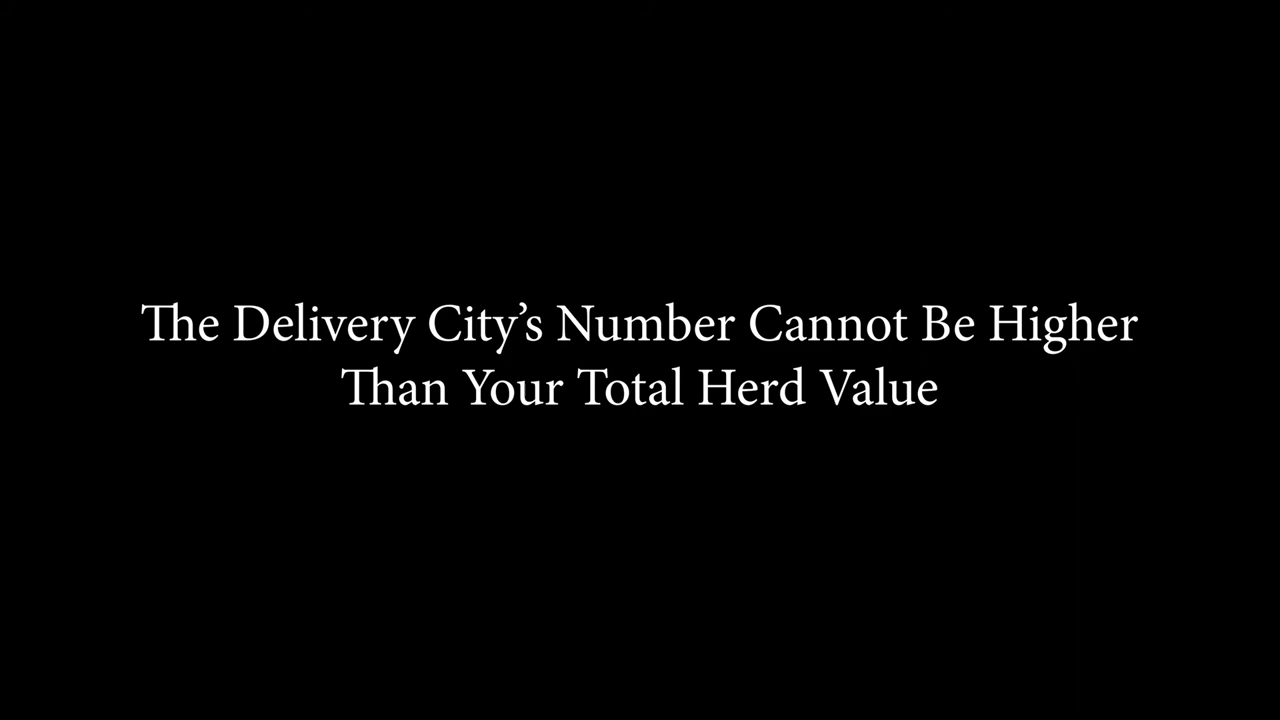 The Delivery City’s Number Cannot Be Higher
Than Your Total Herd Value